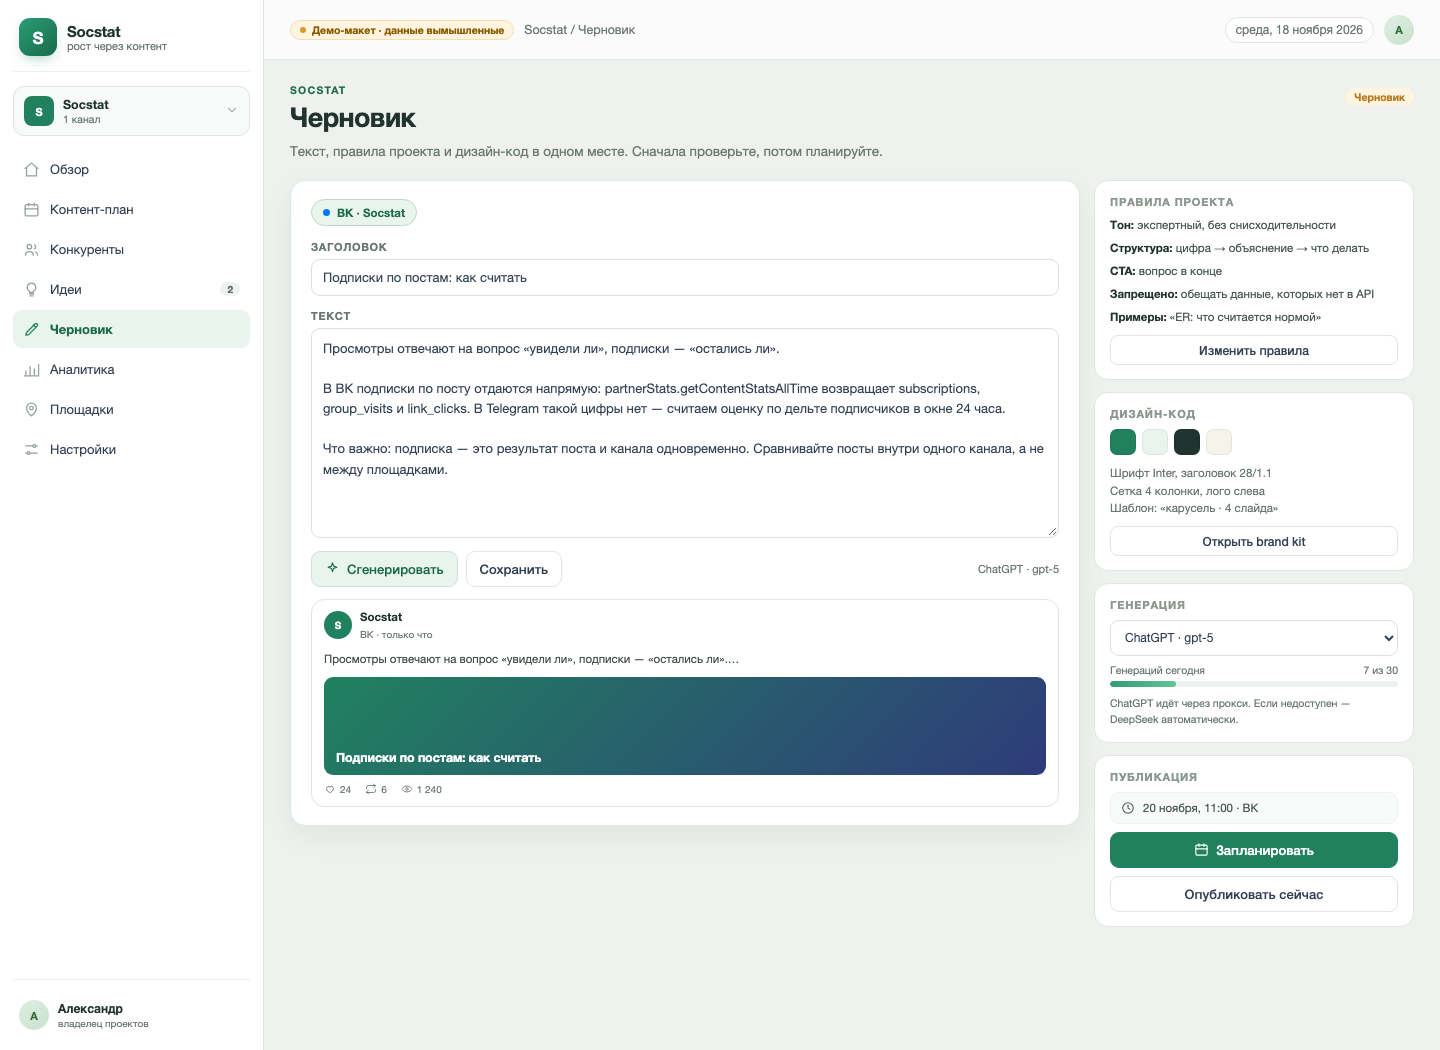 S
Socstat
рост через контент
S
Socstat
1 канал
Обзор
Контент-план
Конкуренты
Идеи
2
Черновик
Аналитика
Площадки
Настройки
А
Александр
владелец проектов
Демо-макет · данные вымышленные
Socstat / Черновик
среда, 18 ноября 2026
А
SOCSTAT
Черновик
Черновик
Текст, правила проекта и дизайн-код в одном месте. Сначала проверьте, потом планируйте.
ВК · Socstat
ЗАГОЛОВОК
Подписки по постам: как считать
ТЕКСТ
Просмотры отвечают на вопрос «увидели ли», подписки — «остались ли».
В ВК подписки по посту отдаются напрямую: partnerStats.getContentStatsAllTime возвращает subscriptions,
group_visits и link_clicks. В Telegram такой цифры нет — считаем оценку по дельте подписчиков в окне 24 часа.
Что важно: подписка — это результат поста и канала одновременно. Сравнивайте посты внутри одного канала, а не
между площадками.
Сгенерировать
Сохранить
ChatGPT · gpt-5
S
Socstat
ВК · только что
Просмотры отвечают на вопрос «увидели ли», подписки — «остались ли»….
Подписки по постам: как считать
24
6
1 240
ПРАВИЛА ПРОЕКТА
Тон: экспертный, без снисходительности
Структура: цифра → объяснение → что делать
CTA: вопрос в конце
Запрещено: обещать данные, которых нет в API
Примеры: «ER: что считается нормой»
Изменить правила
ДИЗАЙН-КОД
Шрифт Inter, заголовок 28/1.1
Сетка 4 колонки, лого слева
Шаблон: «карусель · 4 слайда»
Открыть brand kit
ГЕНЕРАЦИЯ
ChatGPT · gpt-5
Генераций сегодня
7 из 30
ChatGPT идёт через прокси. Если недоступен —
DeepSeek автоматически.
ПУБЛИКАЦИЯ
20 ноября, 11:00 · ВК
Запланировать
Опубликовать сейчас